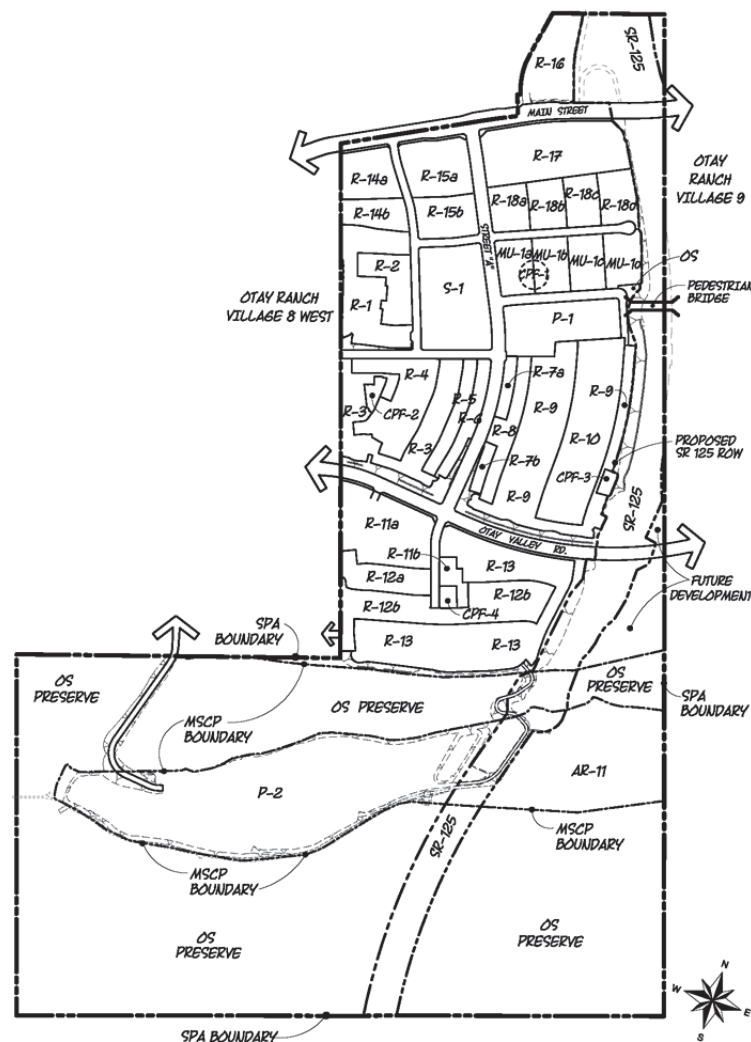 R-16
SR-125
MAIN STREET
R-17
OTAY
RANCH
VILLAGE 9
R-14a
R-15a
R-14b
R-15b
R-18a
R-18b
R-18c
R-18d
STREET "A"
MU-1a
MU-1b
MU-1c
MU-1d
OS
R-2
S-1
PEDESTRIAN
BRIDGE
OTAY RANCH
VILLAGE 8 WEST
R-1
P-1
R-4
R-7a
R-5
R-9
R-9
R-3
CPF-2
R-6
R-8
R-10
R-3
R-7b
PROPOSED
SR 125 ROW
R-9
CPF-3
SR-125
R-11a
OTAY VALLEY RD.
R-11b
R-13
R-12a
R-12b
FUTURE
DEVELOPMENT
R-12b
CPF-4
SPA
BOUNDARY
R-13
R-13
OS
PRESERVE
OS
PRESERVE
SPA
BOUNDARY
OS PRESERVE
MSCP
BOUNDARY
AR-11
P-2
SR-125
MSCP
BOUNDARY
MSCP
BOUNDARY
OS
PRESERVE
OS
PRESERVE
N
W
E
S
SPA BOUNDARY